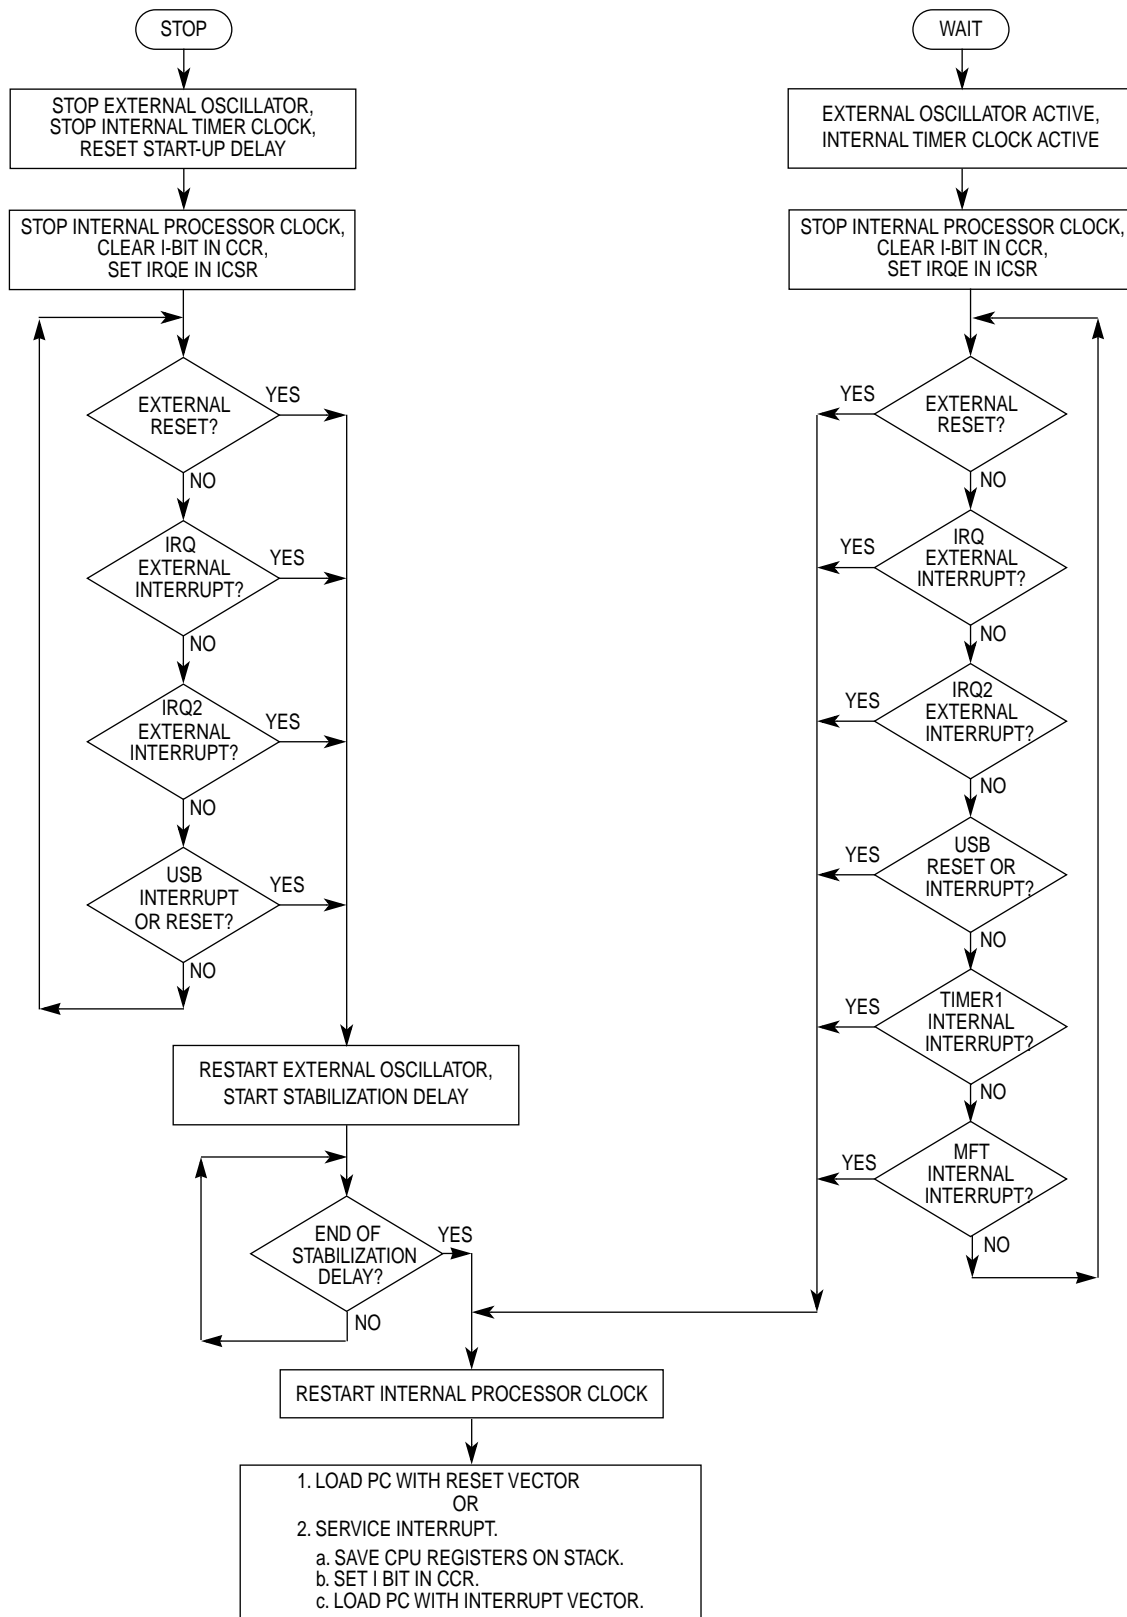 STOP
STOP EXTERNAL OSCILLATOR,
STOP INTERNAL TIMER CLOCK,
RESET START-UP DELAY
STOP INTERNAL PROCESSOR CLOCK,
CLEAR I-BIT IN CCR,
SET IRQE IN ICSR
EXTERNAL
RESET?
YES
NO
IRQ
EXTERNAL
INTERRUPT?
YES
NO
IRQ2
EXTERNAL
INTERRUPT?
YES
NO
USB
INTERRUPT
OR RESET?
YES
NO
RESTART EXTERNAL OSCILLATOR,
START STABILIZATION DELAY
END OF
STABILIZATION
DELAY?
YES
NO
WAIT
EXTERNAL OSCILLATOR ACTIVE,
INTERNAL TIMER CLOCK ACTIVE
STOP INTERNAL PROCESSOR CLOCK,
CLEAR I-BIT IN CCR,
SET IRQE IN ICSR
YES
EXTERNAL
RESET?
NO
YES
IRQ
EXTERNAL
INTERRUPT?
NO
YES
IRQ2
EXTERNAL
INTERRUPT?
NO
YES
USB
RESET OR
INTERRUPT?
NO
YES
TIMER1
INTERNAL
INTERRUPT?
NO
YES
MFT
INTERNAL
INTERRUPT?
NO
RESTART INTERNAL PROCESSOR CLOCK
1. LOAD PC WITH RESET VECTOR
OR
2. SERVICE INTERRUPT.
a. SAVE CPU REGISTERS ON STACK.
b. SET I BIT IN CCR.
c. LOAD PC WITH INTERRUPT VECTOR.